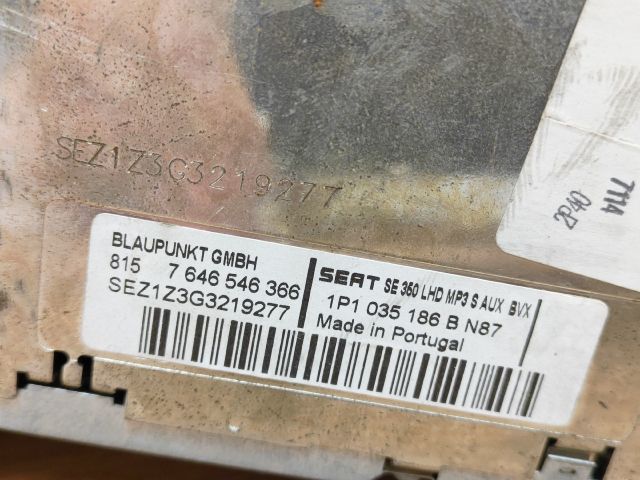 SEZ1Z3G3219277
7114
BLAUPUNKT GMBH
815 7 646 546 366
SEZ1Z3G3219277
SEAT SE 350 LHD MP3 S AUX BVX
1P1 035 186 B N87
Made in Portugal